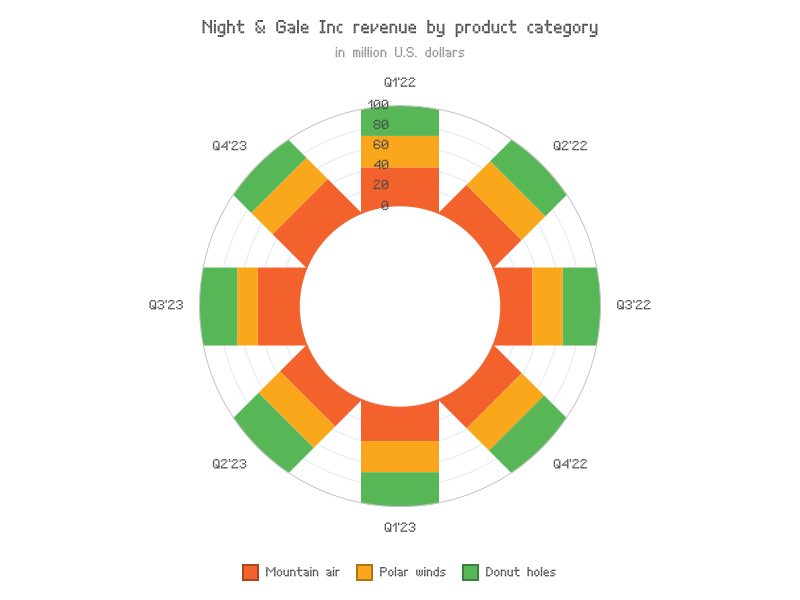 Night & Gale Inc revenue by product category
in million U.S. dollars
Q1'22
100
80
60
40
20
0
Q4'23
Q2'22
Q3'23
Q3'22
Q2'23
Q4'22
Q1'23
Mountain air
Polar winds
Donut holes